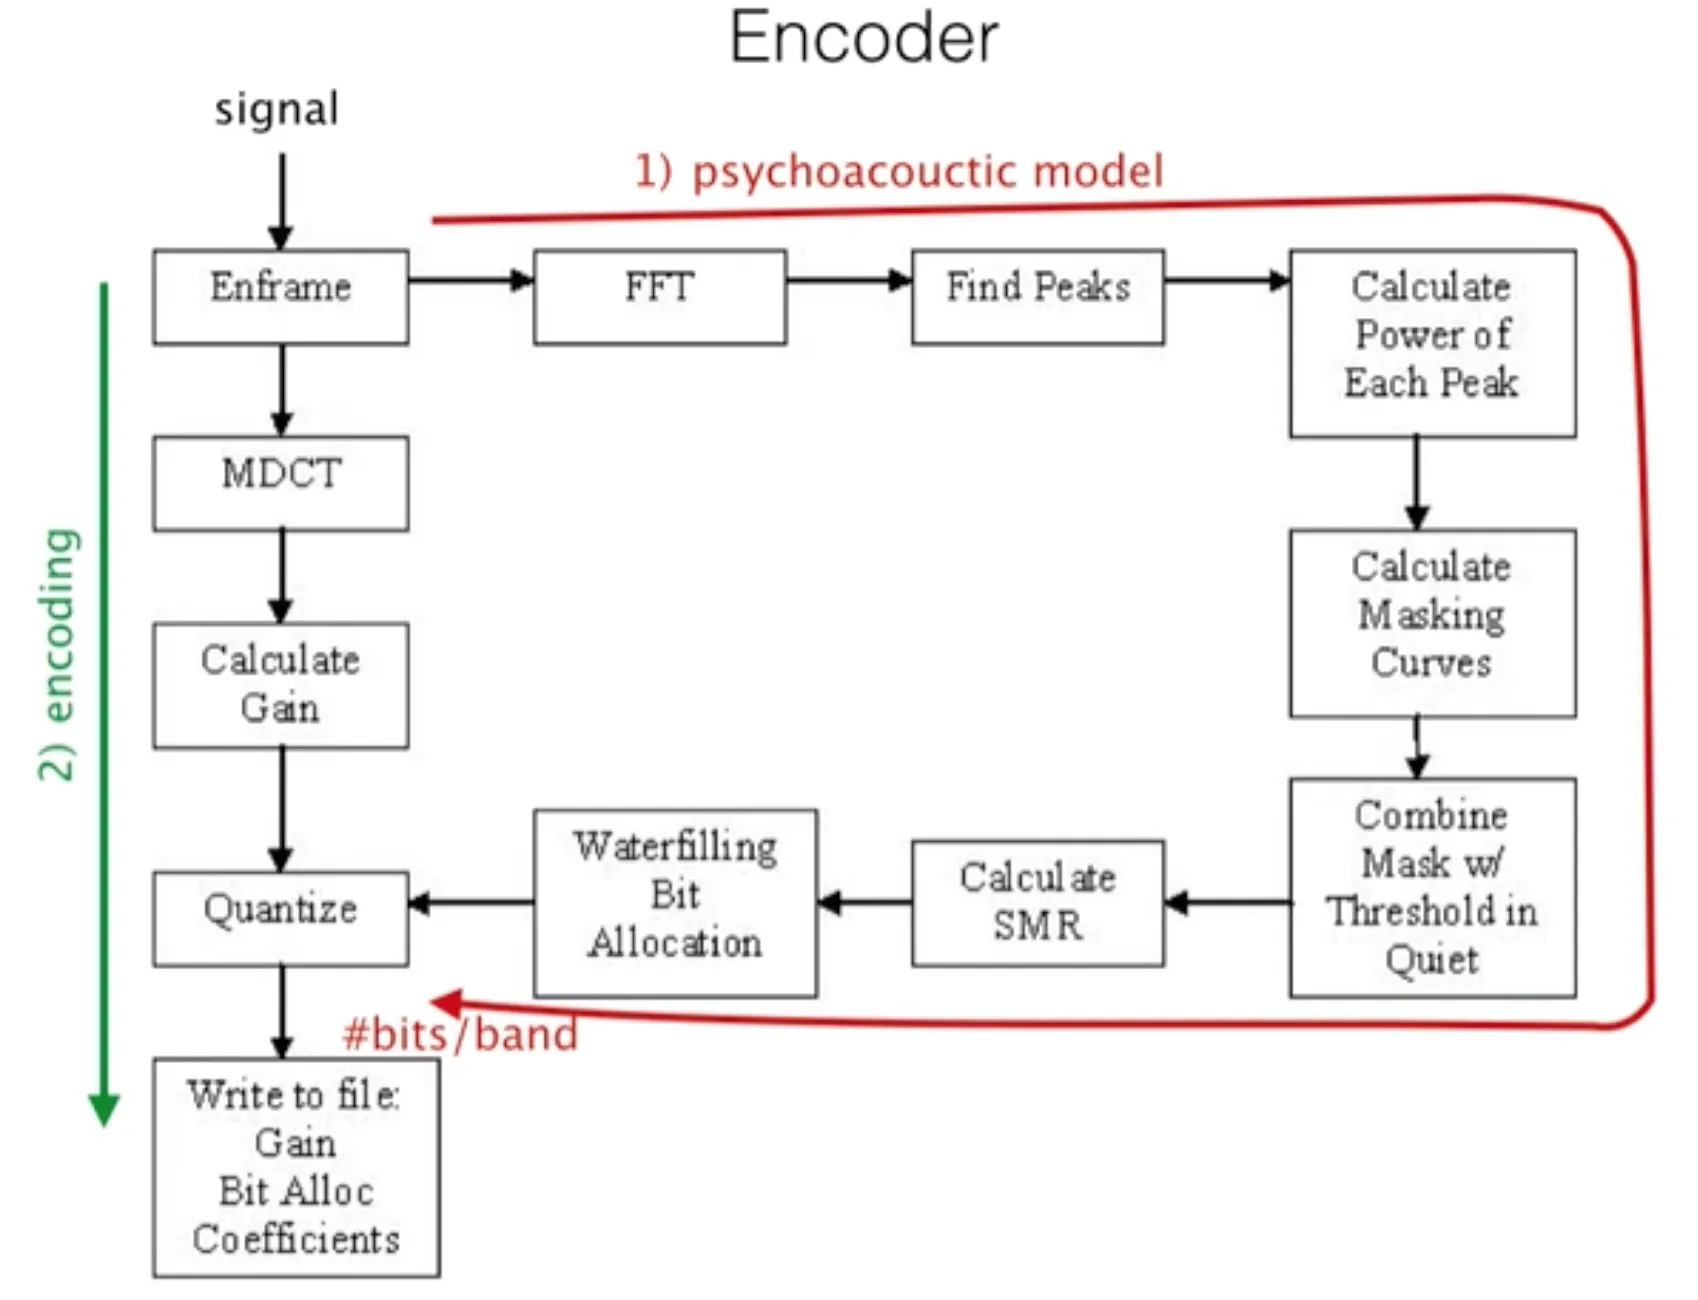 Encoder
signal
1) psychoacouctic model
Enframe
FFT
Find Peaks
Calculate
Power of
Each Peak
MDCT
Calculate
Masking
Curves
2) encoding
Calculate
Gain
Combine
Mask w/
Threshold in
Quiet
Calculate
SMR
Waterfilling
Bit
Allocation
Quantize
#bits/band
Write to file:
Gain
Bit Alloc
Coefficients